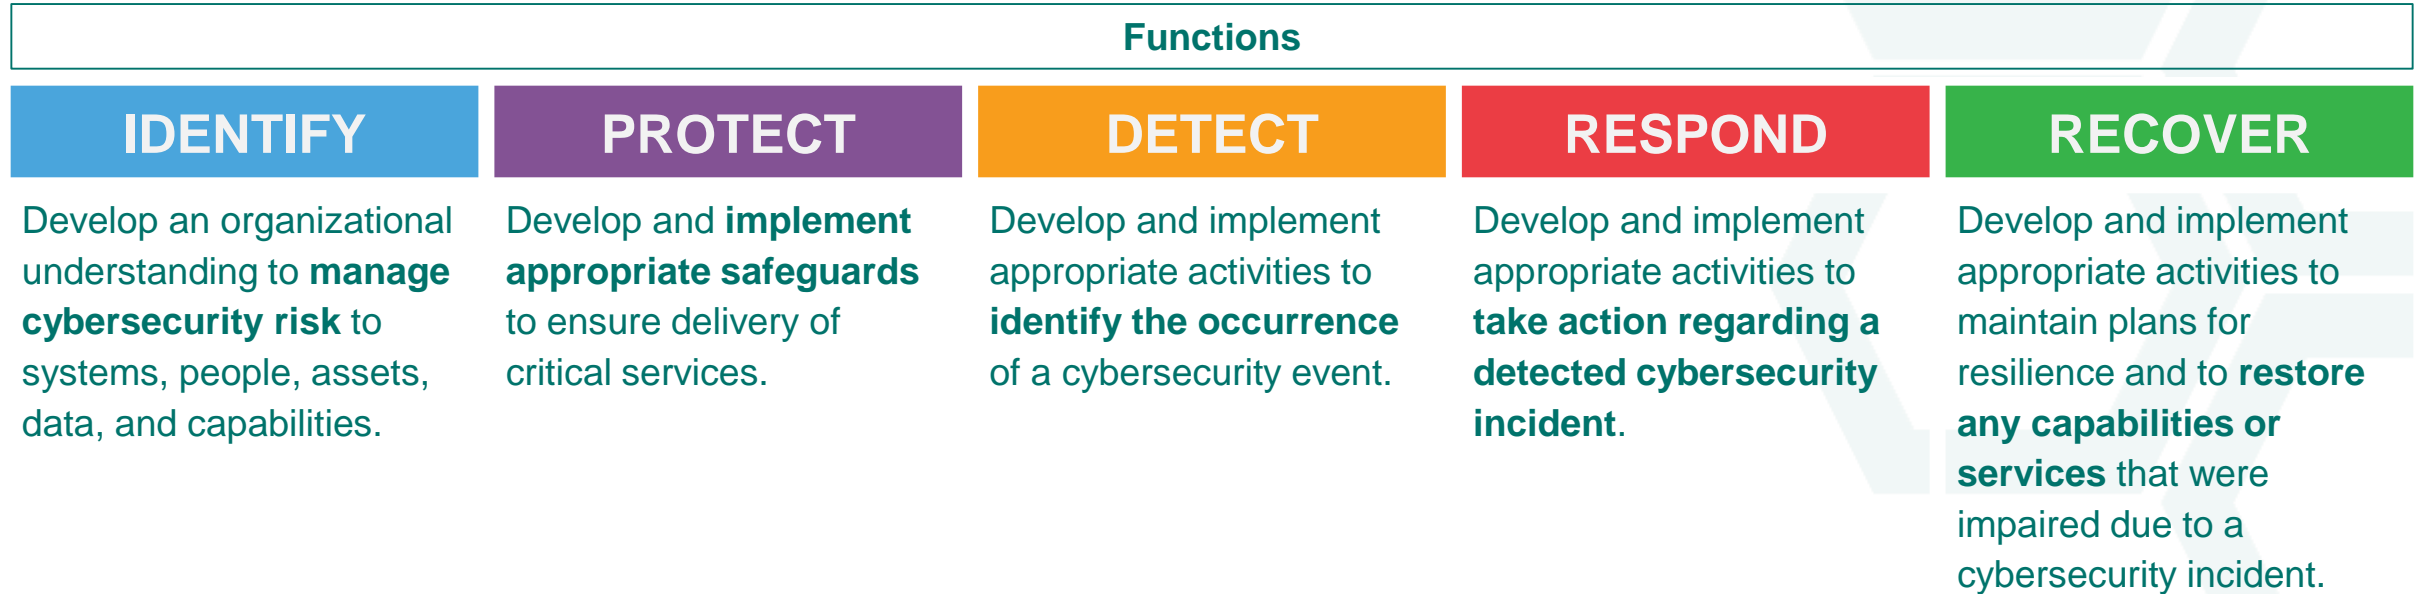 Functions
IDENTIFY
Develop an organizational
understanding to manage
cybersecurity risk to
systems, people, assets,
data, and capabilities.
PROTECT
Develop and implement
appropriate safeguards
to ensure delivery of
critical services.
DETECT
Develop and implement
appropriate activities to
identify the occurrence
of a cybersecurity event.
RESPOND
Develop and implement
appropriate activities to
take action regarding a
detected cybersecurity
incident.
RECOVER
Develop and implement
appropriate activities to
maintain plans for
resilience and to restore
any capabilities or
services that were
impaired due to a
cybersecurity incident.